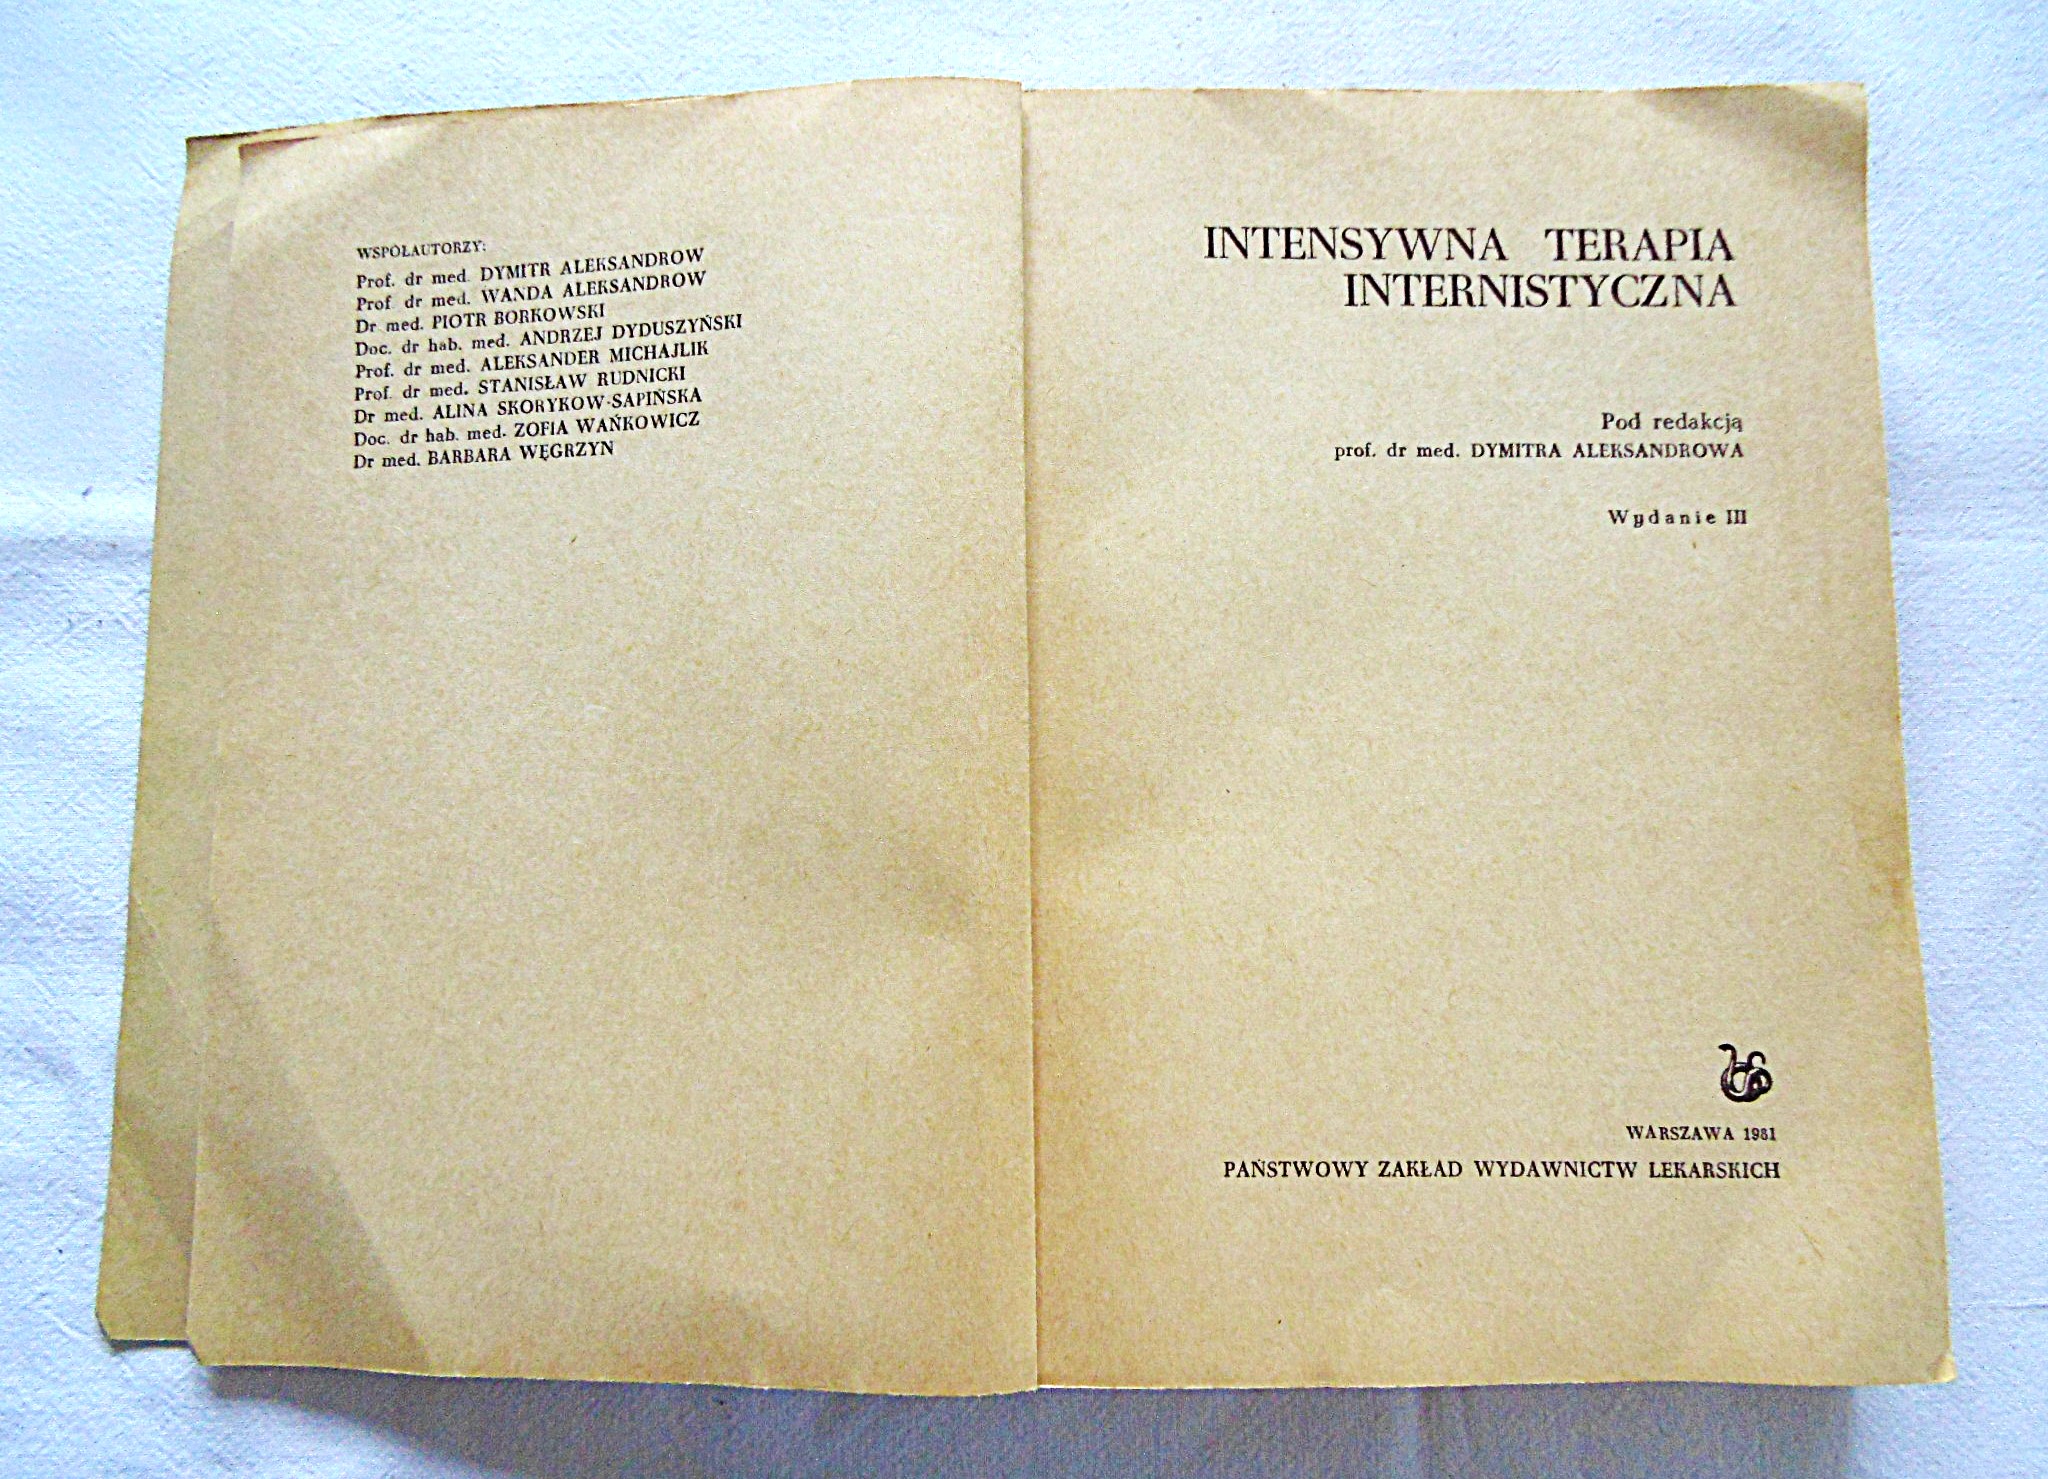 WSPÓŁAUTORZY:
Prof. dr med. DYMITR ALEKSANDROW
Prof. dr med. WANDA ALEKSANDROW
Dr med. PIOTR BORKOWSKI
Doc. dr hab. med. ANDRZEJ DYDUSZYŃSKI
Prof. dr med. ALEKSANDER MICHAJLIK
Prof. dr med. STANISŁAW RUDNICKI
Dr med. ALINA SKORYKOW-SAPIŃSKA
Doc. dr hab. med. ZOFIA WAŃKOWICZ
Dr med. BARBARA WĘGRZYN
INTENSYWNA TERAPIA
INTERNISTYCZNA
Pod redakcją
prof. dr med. DYMITRA ALEKSANDROWA
Wydanie III
WARSZAWA 1981
PAŃSTWOWY ZAKŁAD WYDAWNICTW LEKARSKICH